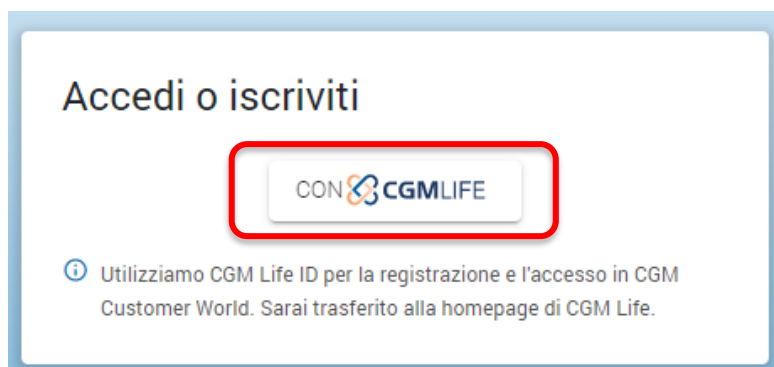 Accedi o iscriviti
CON CGMLIFE
Utilizziamo CGM Life ID per la registrazione e l'accesso in CGM
Customer World. Sarai trasferito alla homepage di CGM Life.